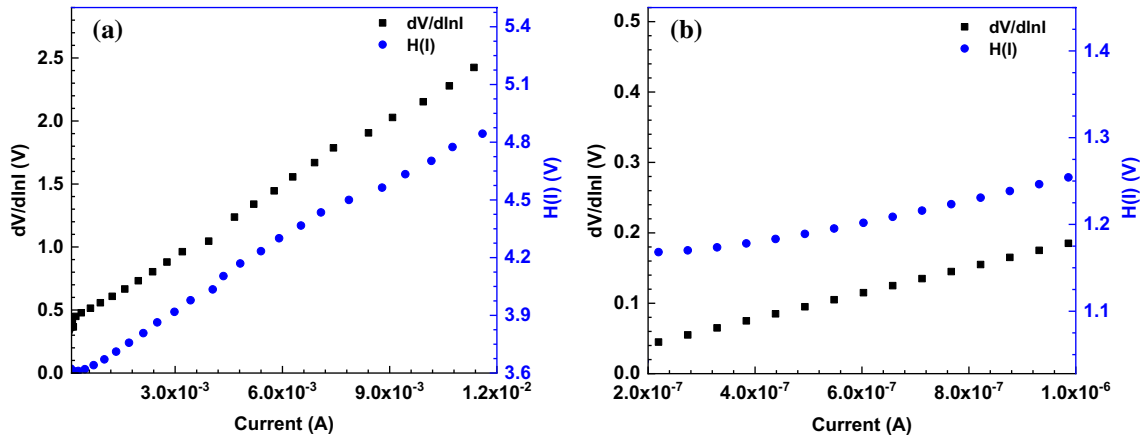 (a)
dV/dlnI
H(I)
2.5
2.0
1.5
1.0
0.5
0.0
dV/dlnI (V)
5.4
5.1
4.8
4.5
4.2
3.9
3.6
H(I) (V)
3.0x10⁻³ 6.0x10⁻³ 9.0x10⁻³ 1.2x10⁻²
Current (A)
(b)
dV/dlnI
H(I)
0.5
0.4
0.3
0.2
0.1
0.0
dV/dlnI (V)
1.4
1.3
1.2
1.1
H(I) (V)
2.0x10⁻⁷ 4.0x10⁻⁷ 6.0x10⁻⁷ 8.0x10⁻⁷ 1.0x10⁻⁶
Current (A)